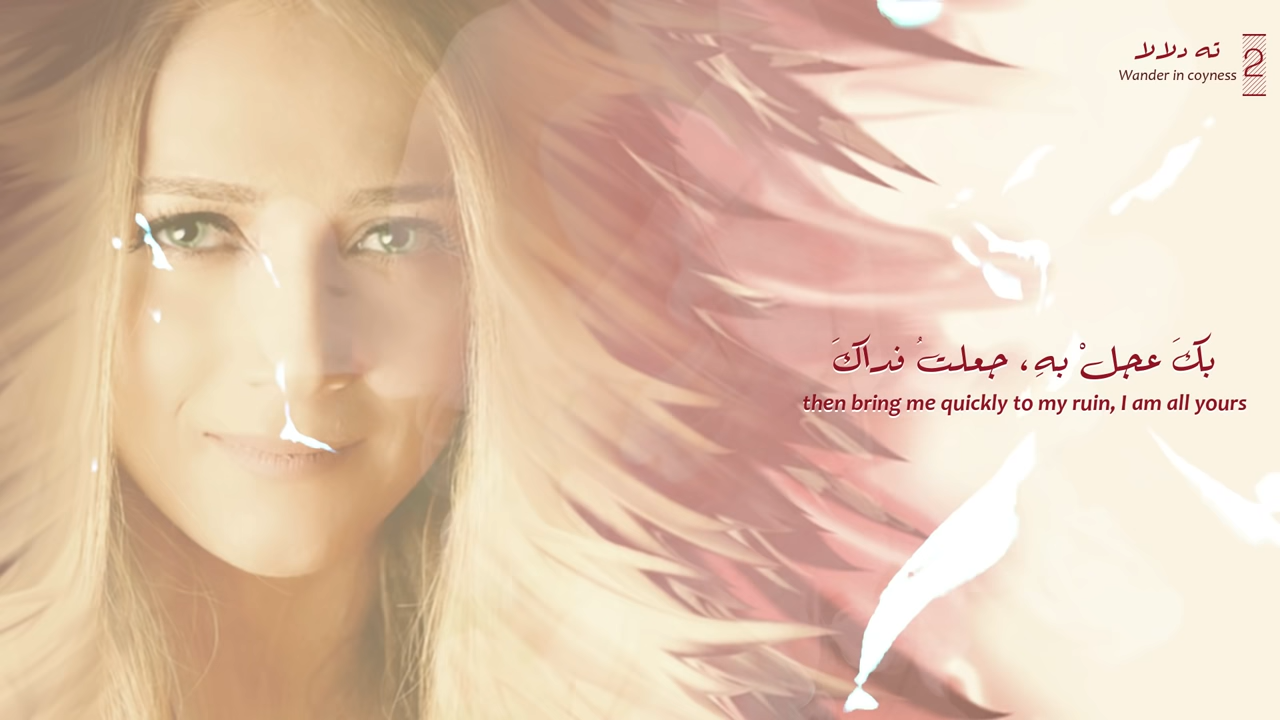 ته دلالا
2
Wander in coyness
بكَ عجلْ بهِ، جعلتُ فداكَ
then bring me quickly to my ruin, I am all yours